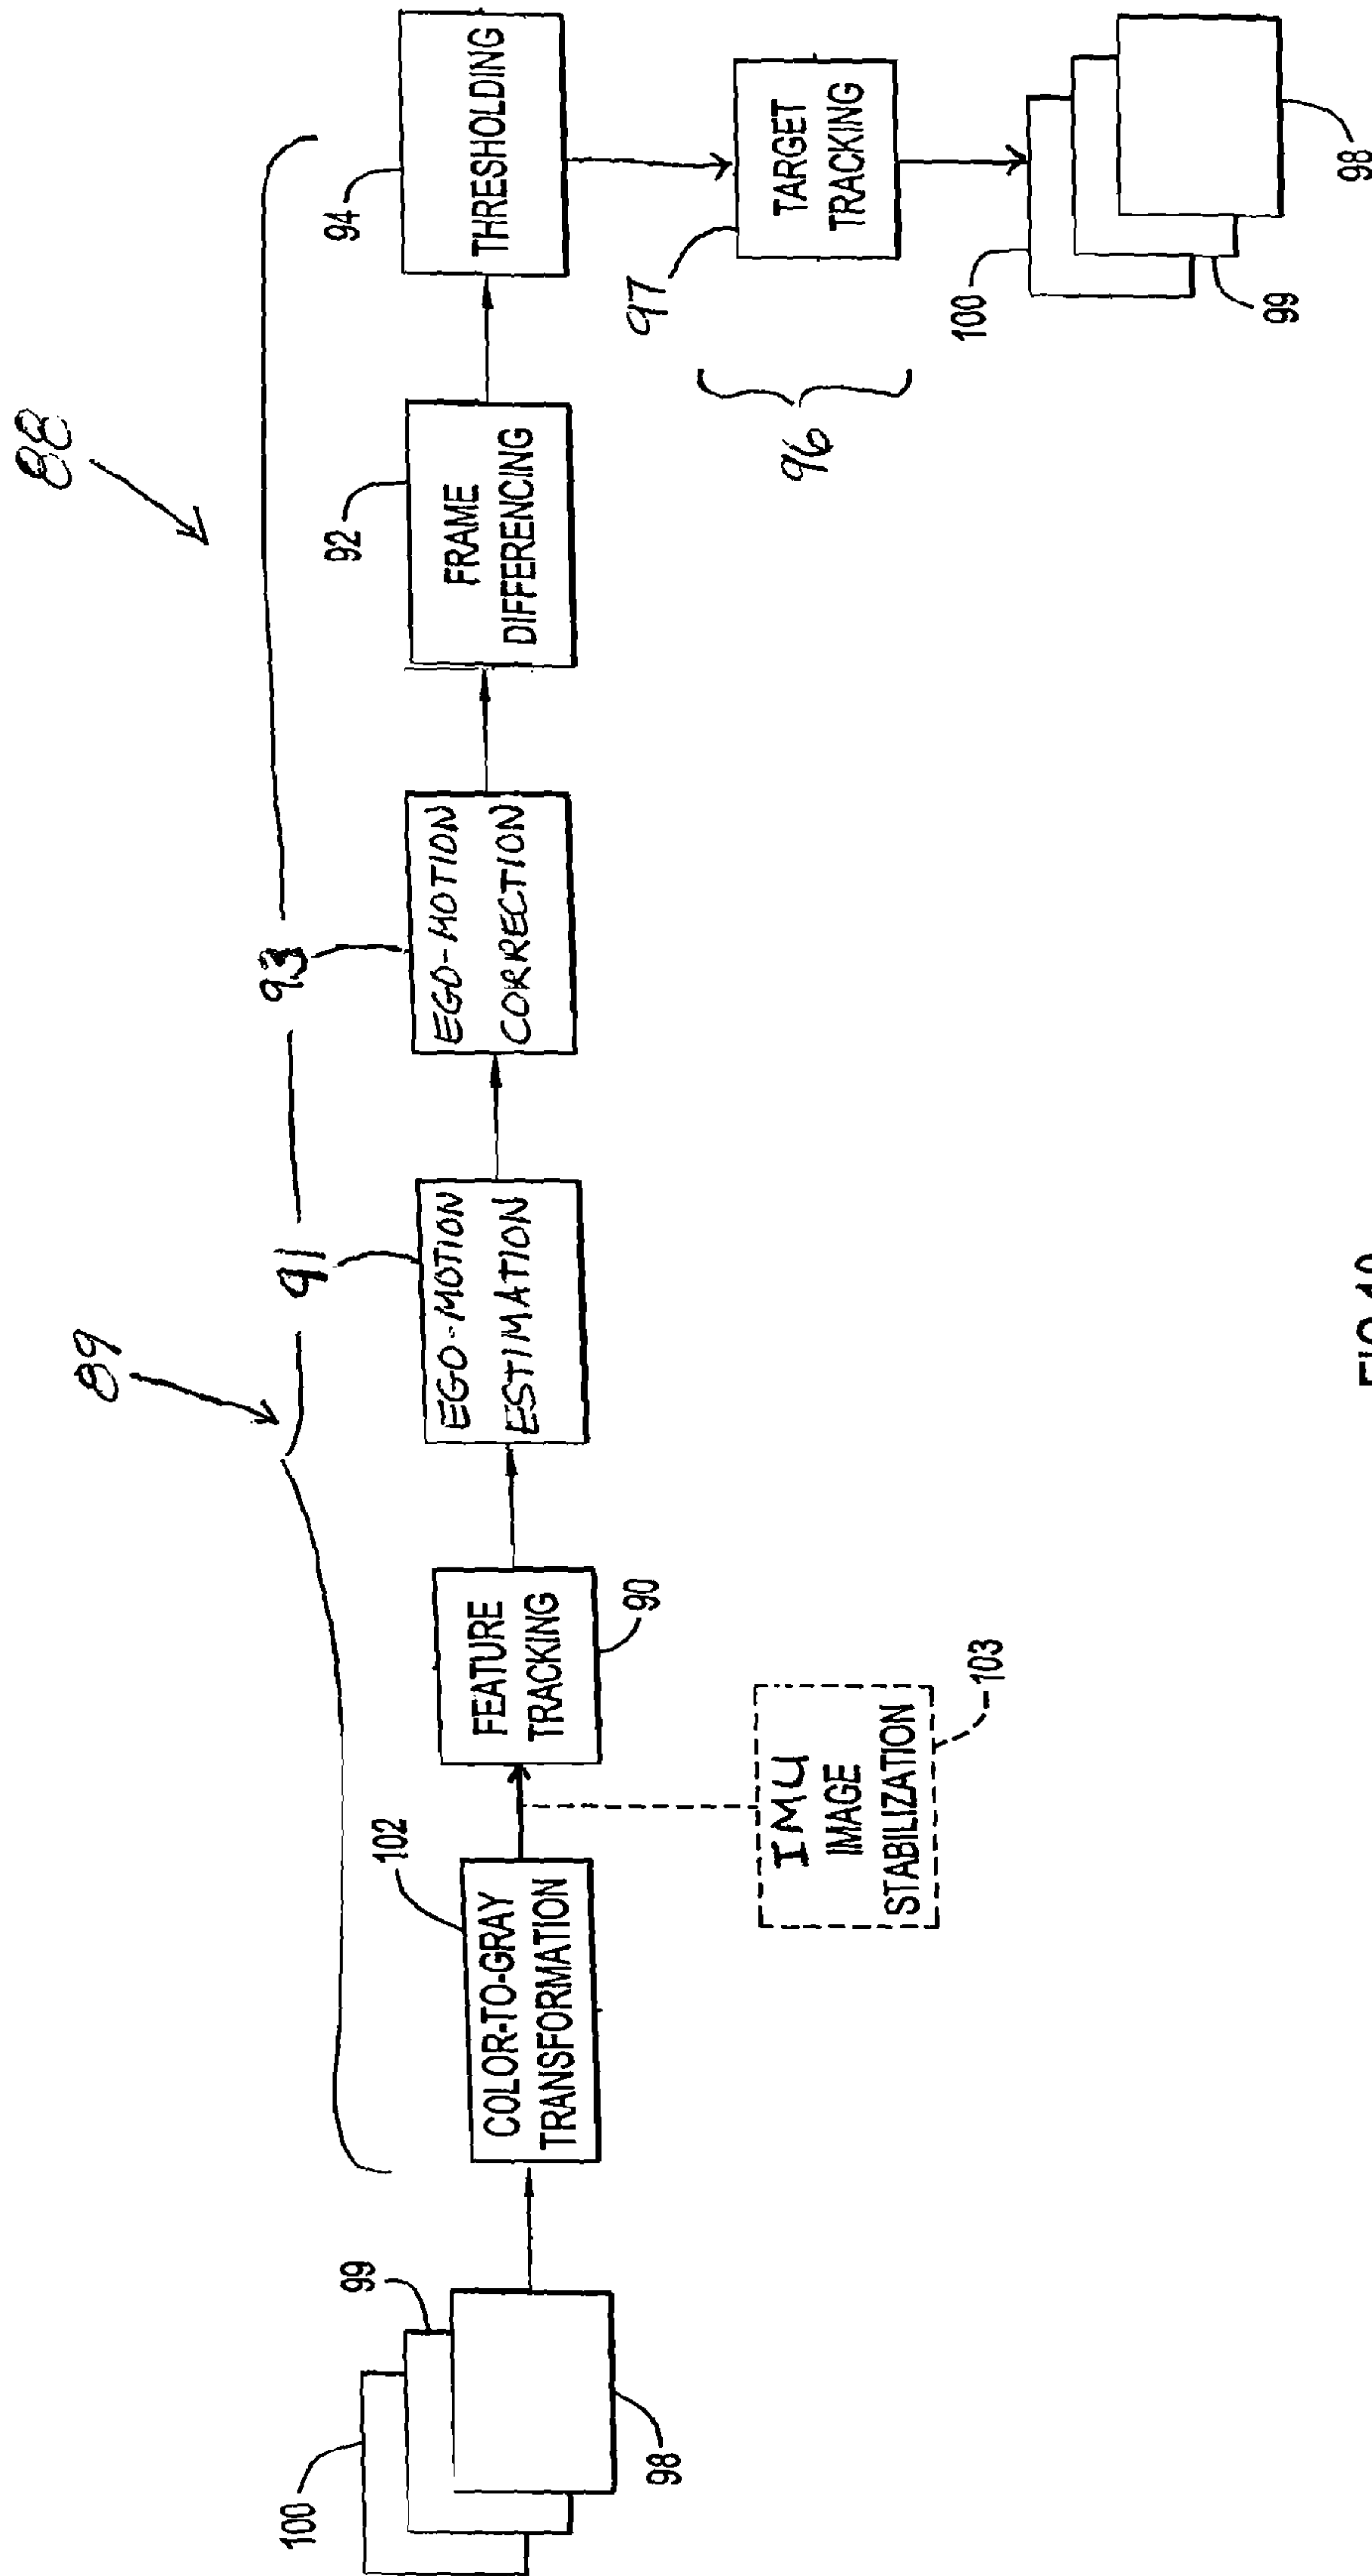 88
89
91
93
94
THRESHOLDING
92
FRAME
DIFFERENCING
EGO-MOTION
CORRECTION
EGO-MOTION
ESTIMATION
FEATURE
TRACKING
90
102
COLOR-TO-GRAY
TRANSFORMATION
IMU
IMAGE
STABILIZATION
103
100
99
98
97
TARGET
TRACKING
96
100
99
98